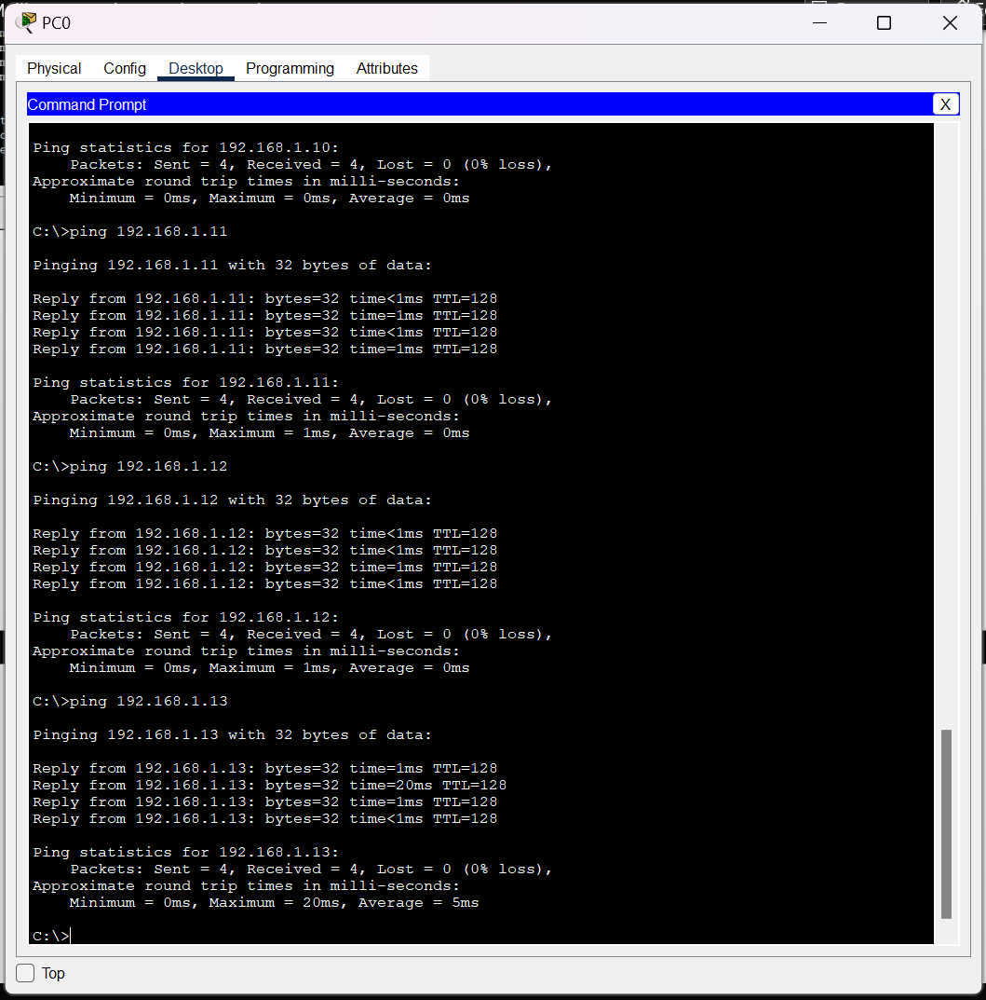 PC0
Physical Config Desktop Programming Attributes
Command Prompt X
Ping statistics for 192.168.1.10:
    Packets: Sent = 4, Received = 4, Lost = 0 (0% loss),
Approximate round trip times in milli-seconds:
    Minimum = 0ms, Maximum = 0ms, Average = 0ms
C:\>ping 192.168.1.11
Pinging 192.168.1.11 with 32 bytes of data:
Reply from 192.168.1.11: bytes=32 time<1ms TTL=128
Reply from 192.168.1.11: bytes=32 time=1ms TTL=128
Reply from 192.168.1.11: bytes=32 time<1ms TTL=128
Reply from 192.168.1.11: bytes=32 time=1ms TTL=128
Ping statistics for 192.168.1.11:
    Packets: Sent = 4, Received = 4, Lost = 0 (0% loss),
Approximate round trip times in milli-seconds:
    Minimum = 0ms, Maximum = 1ms, Average = 0ms
C:\>ping 192.168.1.12
Pinging 192.168.1.12 with 32 bytes of data:
Reply from 192.168.1.12: bytes=32 time<1ms TTL=128
Reply from 192.168.1.12: bytes=32 time<1ms TTL=128
Reply from 192.168.1.12: bytes=32 time=1ms TTL=128
Reply from 192.168.1.12: bytes=32 time<1ms TTL=128
Ping statistics for 192.168.1.12:
    Packets: Sent = 4, Received = 4, Lost = 0 (0% loss),
Approximate round trip times in milli-seconds:
    Minimum = 0ms, Maximum = 1ms, Average = 0ms
C:\>ping 192.168.1.13
Pinging 192.168.1.13 with 32 bytes of data:
Reply from 192.168.1.13: bytes=32 time=1ms TTL=128
Reply from 192.168.1.13: bytes=32 time=20ms TTL=128
Reply from 192.168.1.13: bytes=32 time=1ms TTL=128
Reply from 192.168.1.13: bytes=32 time<1ms TTL=128
Ping statistics for 192.168.1.13:
    Packets: Sent = 4, Received = 4, Lost = 0 (0% loss),
Approximate round trip times in milli-seconds:
    Minimum = 0ms, Maximum = 20ms, Average = 5ms
C:\>
Top